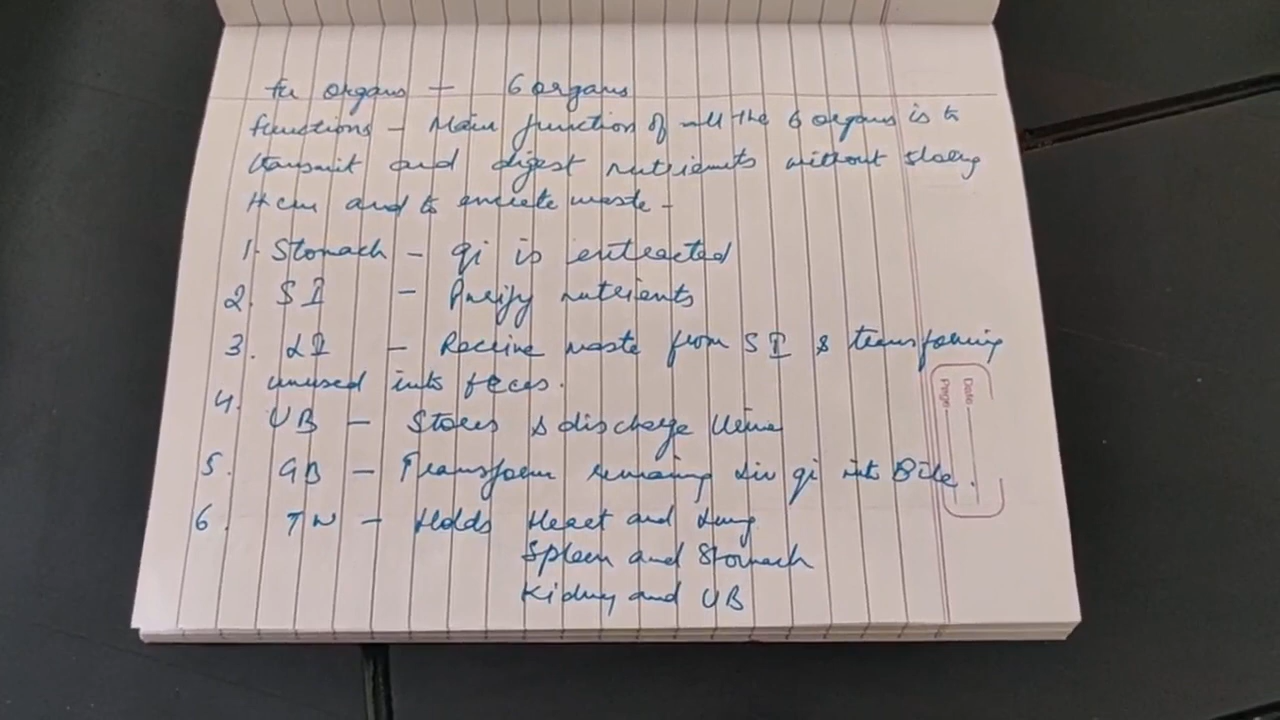 fu organs - 6 organs
functions - Main function of all the 6 organs is to
transmit and digest nutrients without storing
them and to excrete waste -
1. Stomach - qi is extracted
2. SI - Purify nutrients
3. LI - Receive waste from SI & transforming
unused into feces.
4. UB - Stores & discharge Urine
5. GB - Transform remaining Liv qi into Bile.
6. TW - Holds Heart and Lung
Spleen and Stomach
Kidney and UB
Date
Page